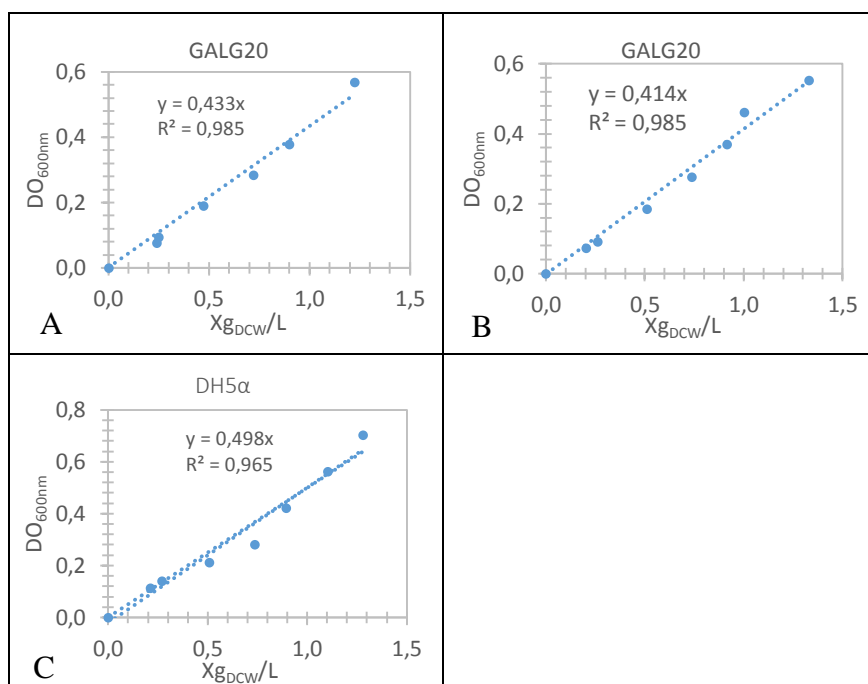 GALG20
0,6
0,4
0,2
0,0
DO600nm
y = 0,433x
R² = 0,985
0,0 0,5 1,0 1,5
XgDCW/L
A
GALG20
0,6
0,4
0,2
0,0
DO600nm
y = 0,414x
R² = 0,985
0,0 0,5 1,0 1,5
XgDCW/L
B
DH5α
0,8
0,6
0,4
0,2
0,0
DO600nm
y = 0,498x
R² = 0,965
0,0 0,5 1,0 1,5
XgDCW/L
C